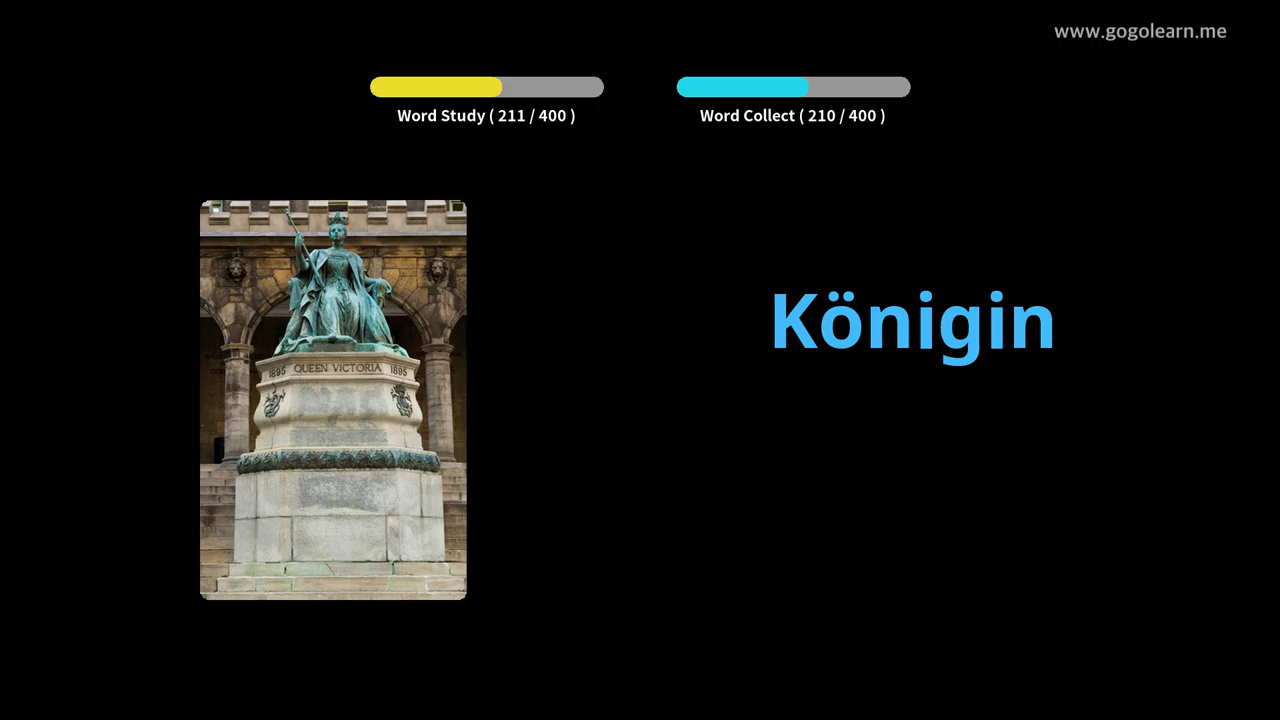 www.gogolearn.me
Word Study ( 211 / 400 )
Word Collect ( 210 / 400 )
Königin
1895 QUEEN VICTORIA 1895